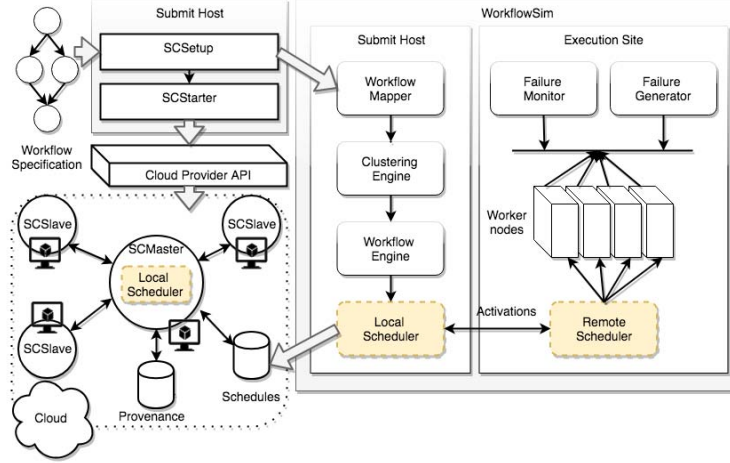 Submit Host
SCSetup
SCStarter
Workflow
Specification
Cloud Provider API
SCSlave
SCSlave
SCMaster
Local
Scheduler
SCSlave
Cloud
Provenance
Schedules
WorkflowSim
Submit Host
Workflow
Mapper
Clustering
Engine
Workflow
Engine
Local
Scheduler
Activations
Execution Site
Failure
Monitor
Failure
Generator
Worker
nodes
Remote
Scheduler